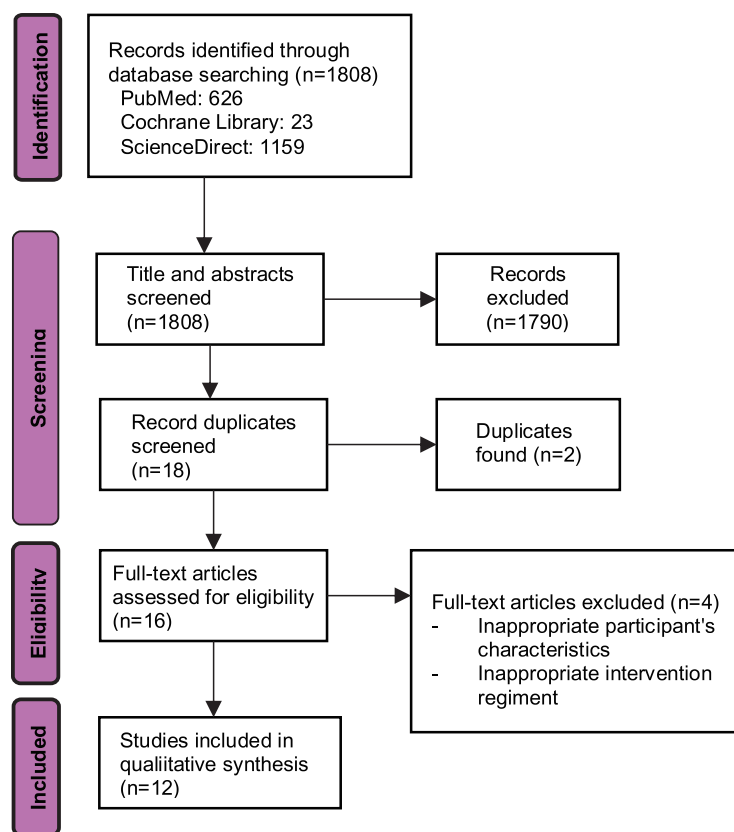 Identification
Records identified through
database searching (n=1808)
PubMed: 626
Cochrane Library: 23
ScienceDirect: 1159
Screening
Title and abstracts
screened
(n=1808)
Records
excluded
(n=1790)
Record duplicates
screened
(n=18)
Duplicates
found (n=2)
Eligibility
Full-text articles
assessed for eligibility
(n=16)
Full-text articles excluded (n=4)
- Inappropriate participant's
characteristics
- Inappropriate intervention
regiment
Included
Studies included in
qualiitative synthesis
(n=12)